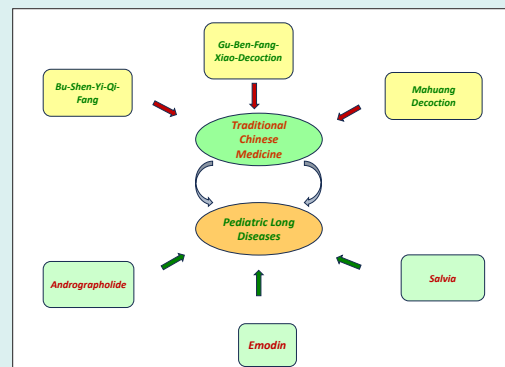 Gu-Ben-Fang-
Xiao-Decoction
Bu-Shen-Yi-Qi-
Fang
Mahuang
Decoction
Traditional
Chinese
Medicine
Pediatric Long
Diseases
Andrographolide
Salvia
Emodin